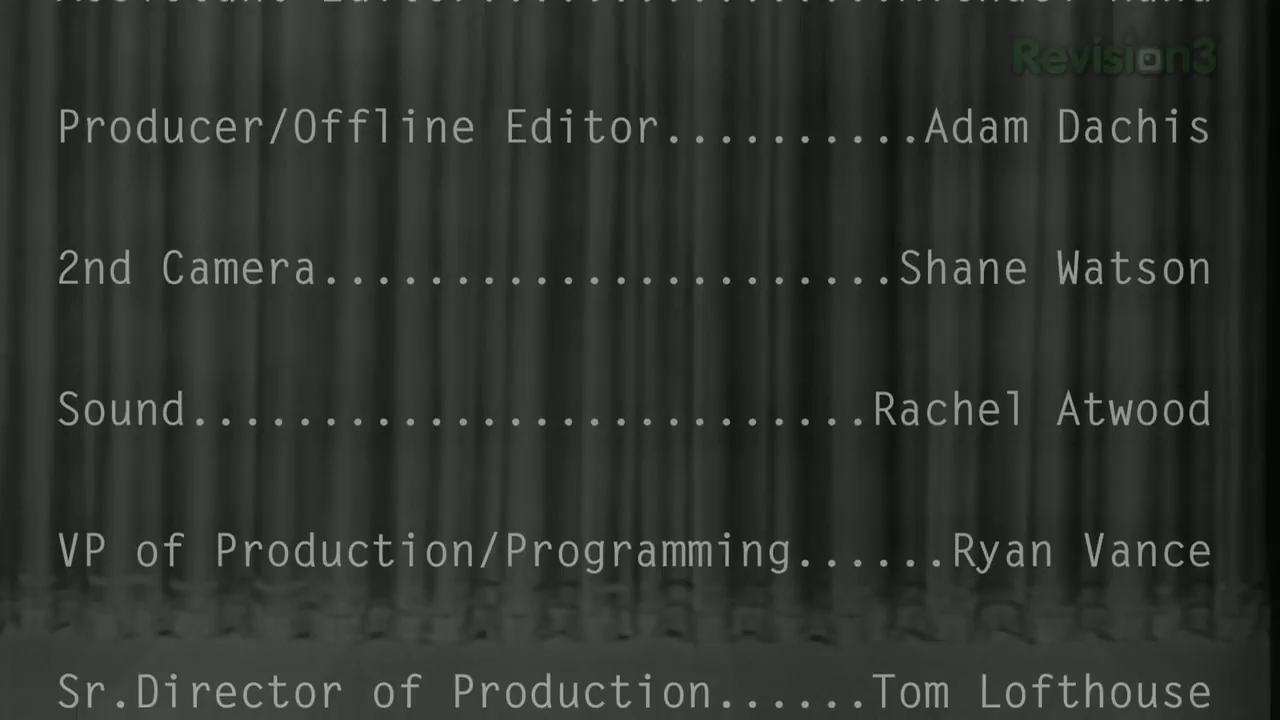 Revision3
Producer/Offline Editor..........Adam Dachis
2nd Camera......................Shane Watson
Sound..........................Rachel Atwood
VP of Production/Programming......Ryan Vance
Sr.Director of Production......Tom Lofthouse